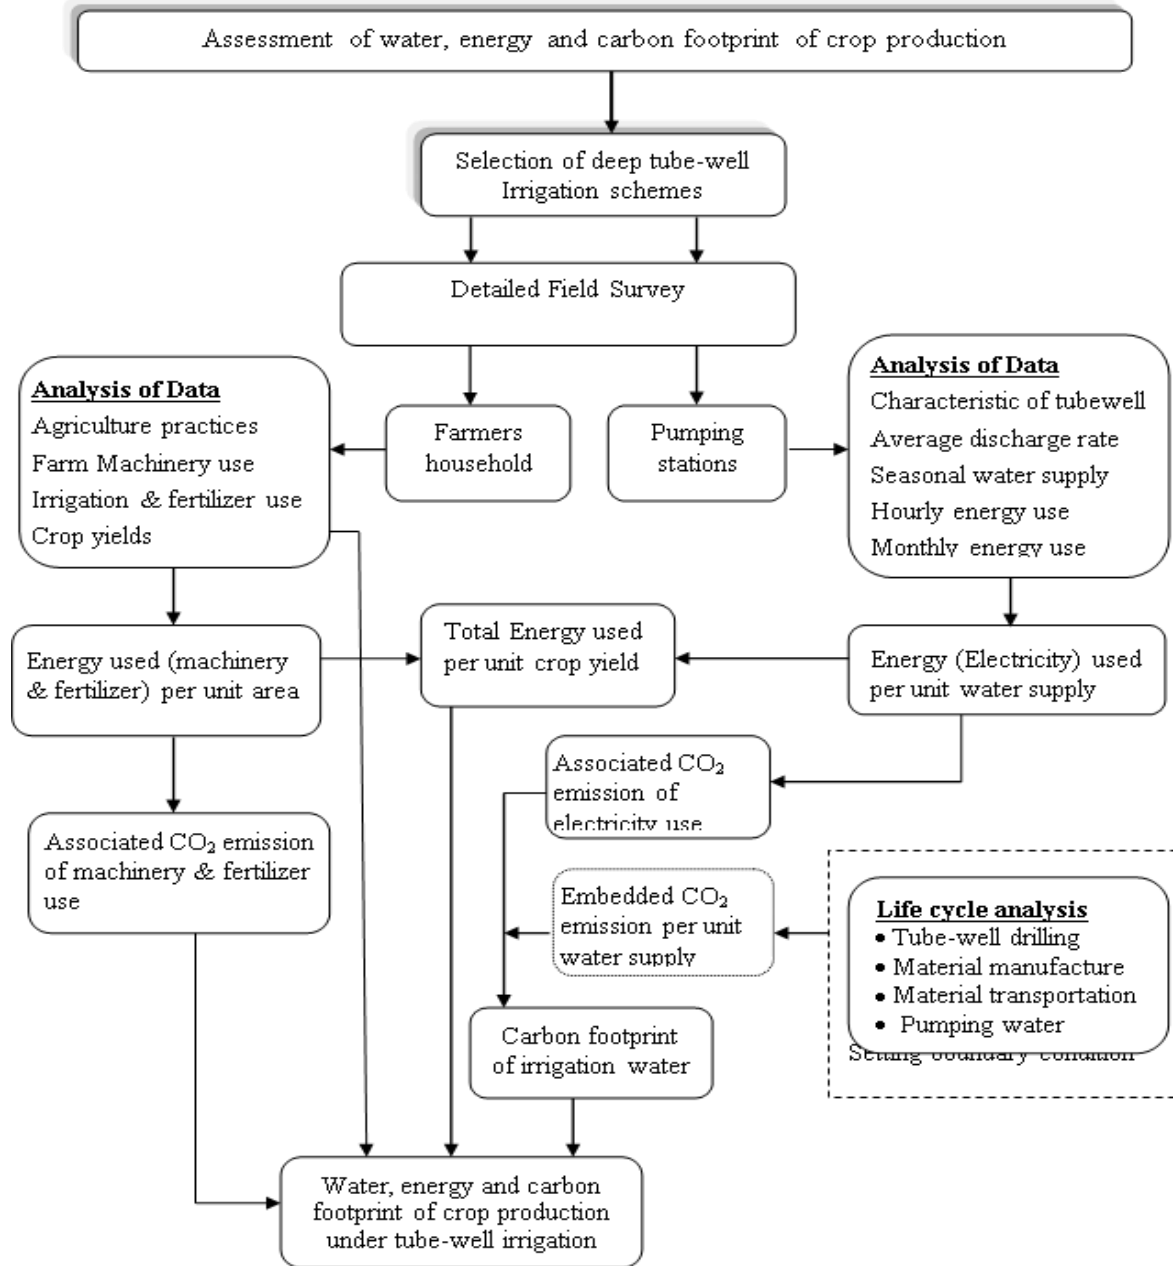 Assessment of water, energy and carbon footprint of crop production
Selection of deep tube-well
Irrigation schemes
Detailed Field Survey
Analysis of Data
Agriculture practices
Farm Machinery use
Irrigation & fertilizer use
Crop yields
Farmers
household
Pumping
stations
Analysis of Data
Characteristic of tubewell
Average discharge rate
Seasonal water supply
Hourly energy use
Monthly energy use
Energy used (machinery
& fertilizer) per unit area
Total Energy used
per unit crop yield
Energy (Electricity) used
per unit water supply
Associated CO₂
emission of
electricity use
Associated CO₂ emission
of machinery & fertilizer
use
Embedded CO₂
emission per unit
water supply
Life cycle analysis
• Tube-well drilling
• Material manufacture
• Material transportation
• Pumping water
Setting boundary condition
Carbon footprint
of irrigation water
Water, energy and carbon
footprint of crop production
under tube-well irrigation